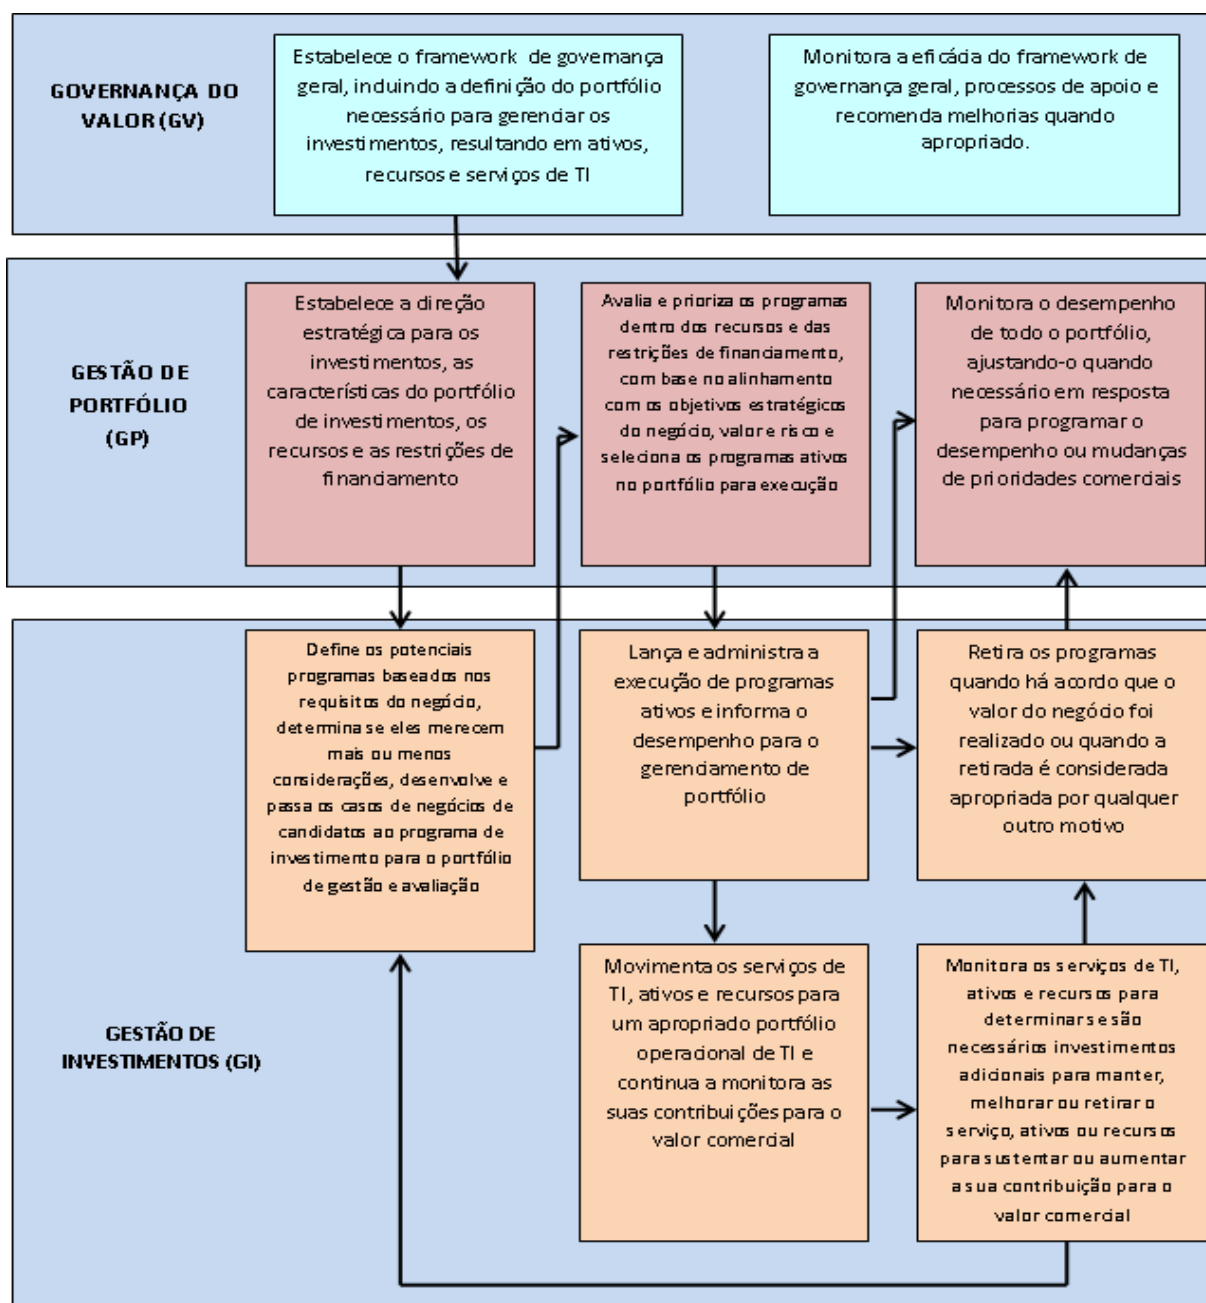 GOVERNANÇA DO
VALOR (GV)
Estabelece o framework de governança
geral, incluindo a definição do portfólio
necessário para gerenciar os
investimentos, resultando em ativos,
recursos e serviços de TI
Monitora a eficácia do framework de
governança geral, processos de apoio e
recomenda melhorias quando
apropriado.
GESTÃO DE
PORTFÓLIO
(GP)
Estabelece a direção
estratégica para os
investimentos, as
características do portfólio
de investimentos, os
recursos e as restrições de
financiamento
Avalia e prioriza os programas
dentro dos recursos e das
restrições de financiamento,
com base no alinhamento
com os objetivos estratégicos
do negócio, valor e risco e
seleciona os programas ativos
no portfólio para execução
Monitora o desempenho
de todo o portfólio,
ajustando-o quando
necessário em resposta
para programar o
desempenho ou mudanças
de prioridades comerciais
GESTÃO DE
INVESTIMENTOS (GI)
Define os potenciais
programas baseados nos
requisitos do negócio,
determina se eles merecem
mais ou menos
considerações, desenvolve e
passa os casos de negócios de
candidatos ao programa de
investimento para o portfólio
de gestão e avaliação
Lança e administra a
execução de programas
ativos e informa o
desempenho para o
gerenciamento de
portfólio
Retira os programas
quando há acordo que o
valor do negócio foi
realizado ou quando a
retirada é considerada
apropriada por qualquer
outro motivo
Movimenta os serviços de
TI, ativos e recursos para
um apropriado portfólio
operacional de TI e
continua a monitora as
suas contribuições para o
valor comercial
Monitora os serviços de TI,
ativos e recursos para
determinar se são
necessários investimentos
adicionais para manter,
melhorar ou retirar o
serviço, ativos ou recursos
para sustentar ou aumentar
a sua contribuição para o
valor comercial